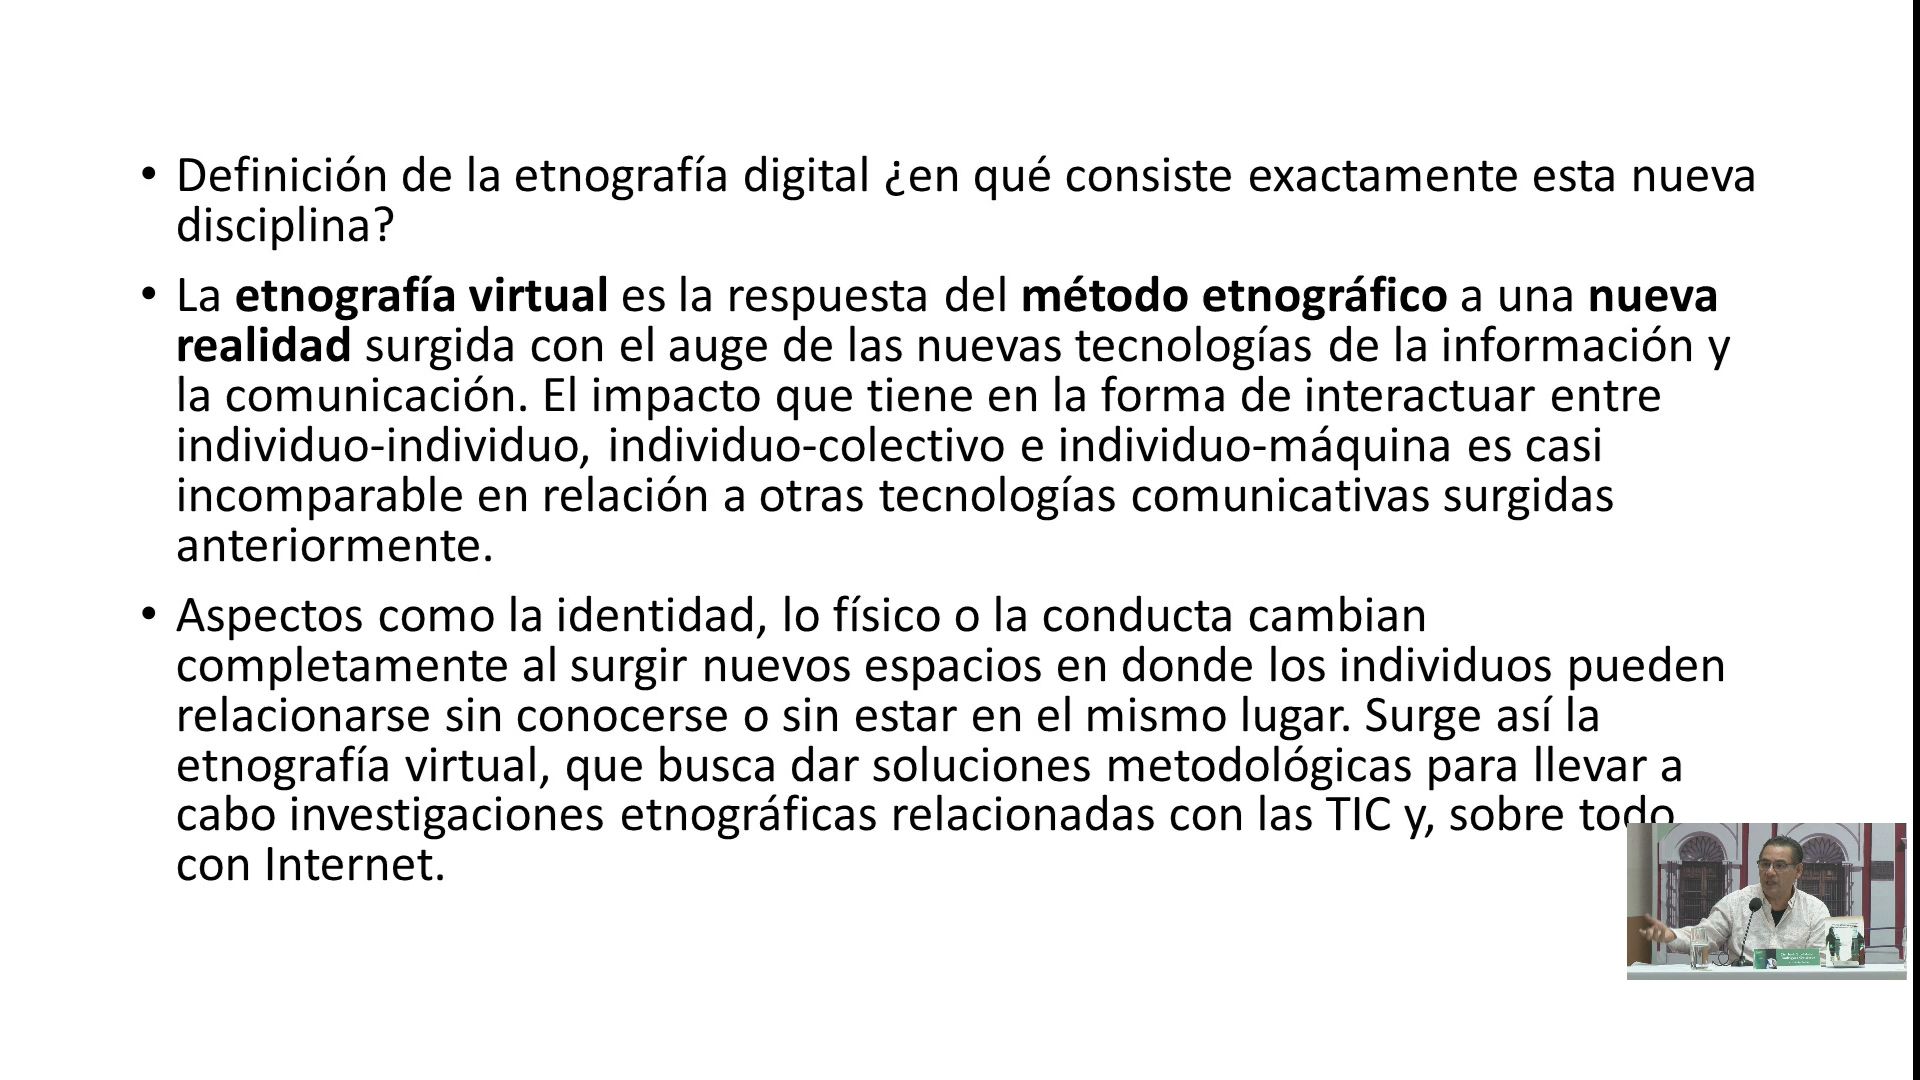 • Definición de la etnografía digital ¿en qué consiste exactamente esta nueva
disciplina?
• La etnografía virtual es la respuesta del método etnográfico a una nueva
realidad surgida con el auge de las nuevas tecnologías de la información y
la comunicación. El impacto que tiene en la forma de interactuar entre
individuo-individuo, individuo-colectivo e individuo-máquina es casi
incomparable en relación a otras tecnologías comunicativas surgidas
anteriormente.
• Aspectos como la identidad, lo físico o la conducta cambian
completamente al surgir nuevos espacios en donde los individuos pueden
relacionarse sin conocerse o sin estar en el mismo lugar. Surge así la
etnografía virtual, que busca dar soluciones metodológicas para llevar a
cabo investigaciones etnográficas relacionadas con las TIC y, sobre todo
con Internet.